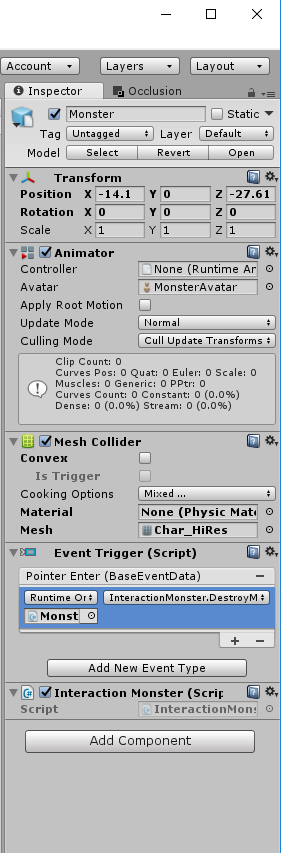 Account Layers Layout
Inspector Occlusion
Monster Static
Tag Untagged Layer Default
Model Select Revert Open
Transform
Position X -14.1 Y 0 Z -27.61
Rotation X 0 Y 0 Z 0
Scale X 1 Y 1 Z 1
Animator
Controller None (Runtime Ar
Avatar MonsterAvatar
Apply Root Motion
Update Mode Normal
Culling Mode Cull Update Transforms
Clip Count: 0
Curves Pos: 0 Quat: 0 Euler: 0 Scale: 0
Muscles: 0 Generic: 0 PPtr: 0
Curves Count: 0 Constant: 0 (0.0%)
Dense: 0 (0.0%) Stream: 0 (0.0%)
Mesh Collider
Convex
Is Trigger
Cooking Options Mixed ...
Material None (Physic Mate
Mesh Char_HiRes
Event Trigger (Script)
Pointer Enter (BaseEventData)
Runtime Or InteractionMonster.DestroyM
Monst
Add New Event Type
Interaction Monster (Scrip
Script InteractionMons
Add Component